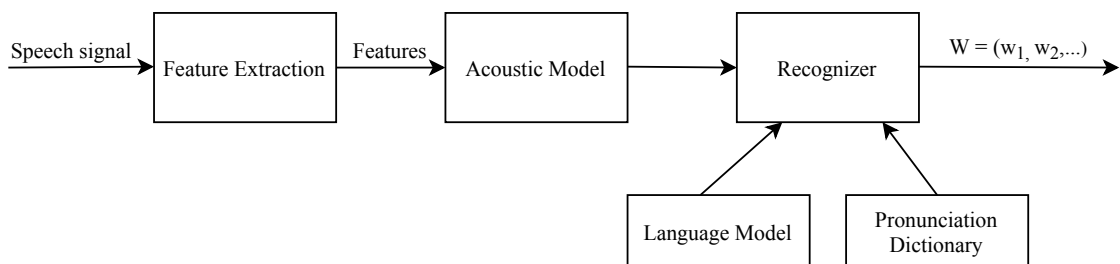 Speech signal
Feature Extraction
Features
Acoustic Model
Recognizer
W = (w1, w2,...)
Language Model
Pronunciation
Dictionary